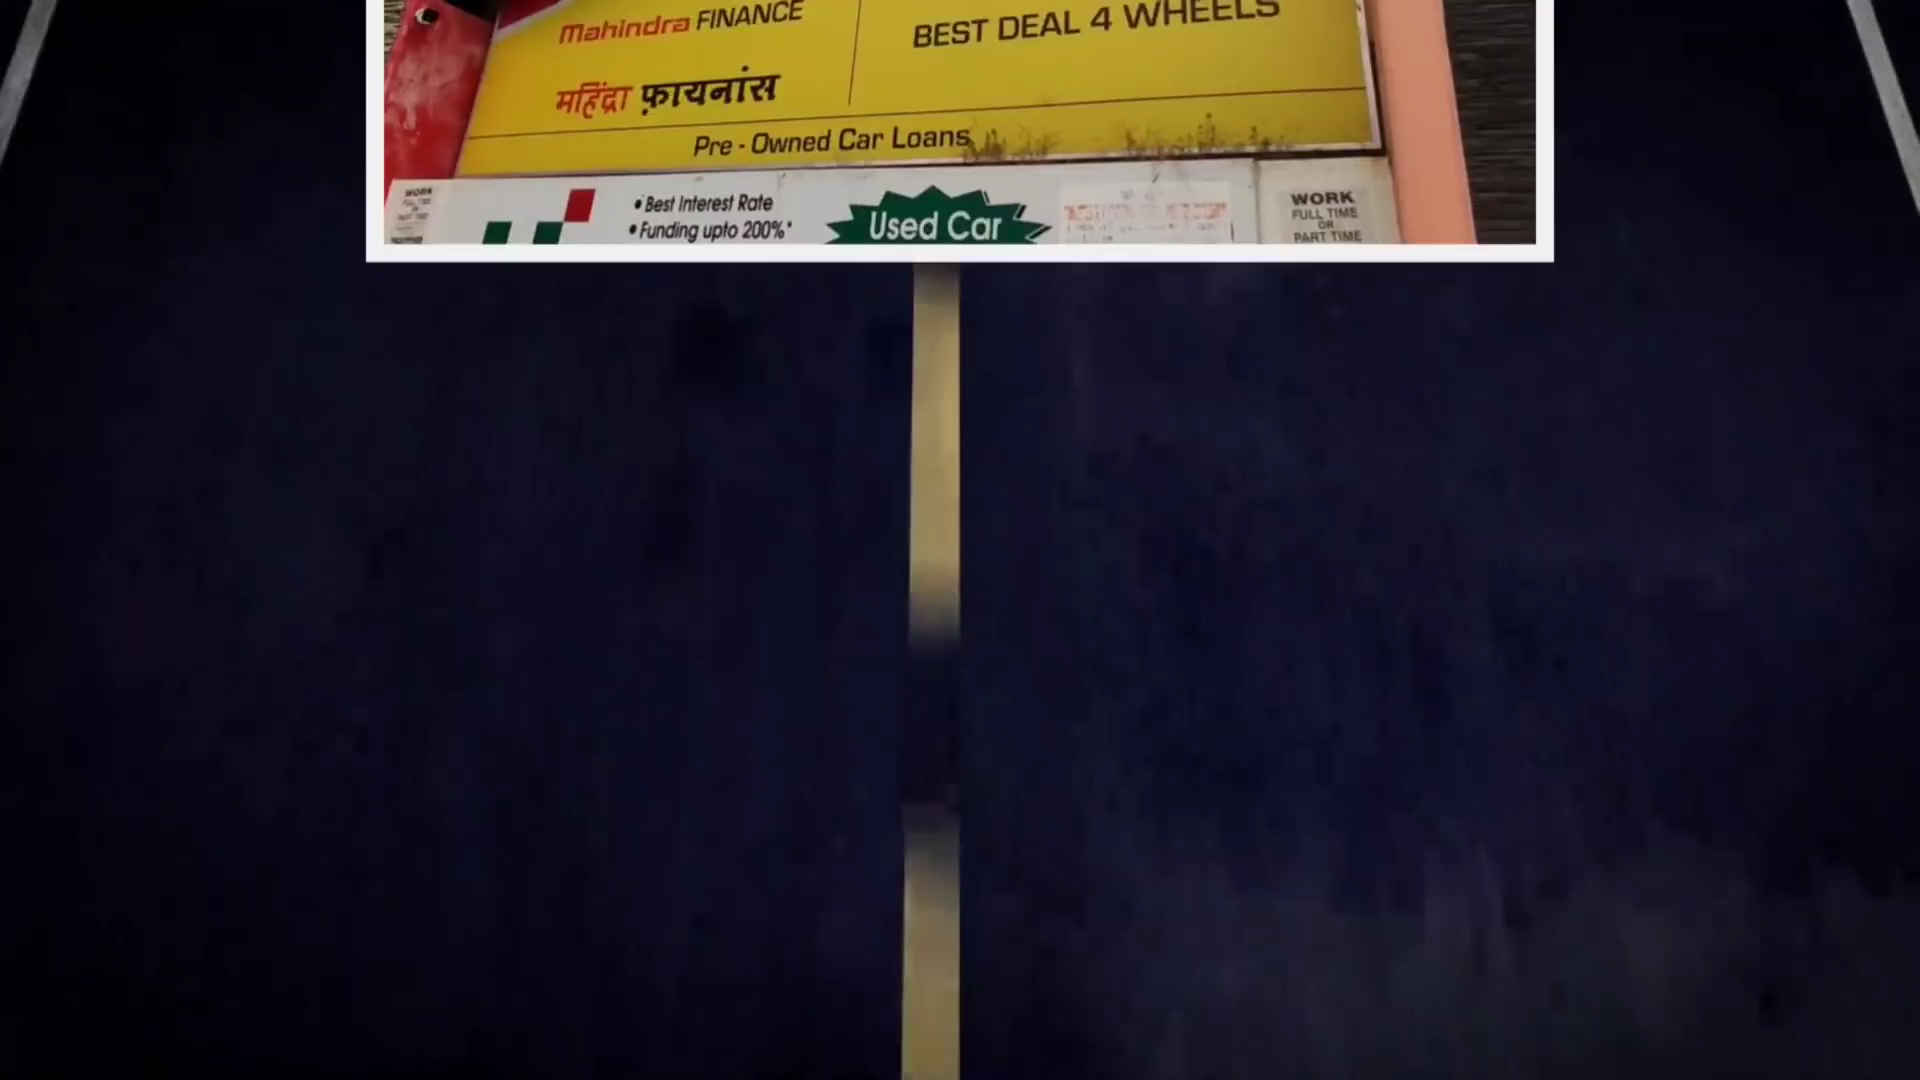 Mahindra FINANCE
महिंद्रा फ़ायनांस
BEST DEAL 4 WHEELS
Pre - Owned Car Loans
WORK
• Best Interest Rate
• Funding upto 200%*
Used Car
WORK
FULL TIME
OR
PART TIME